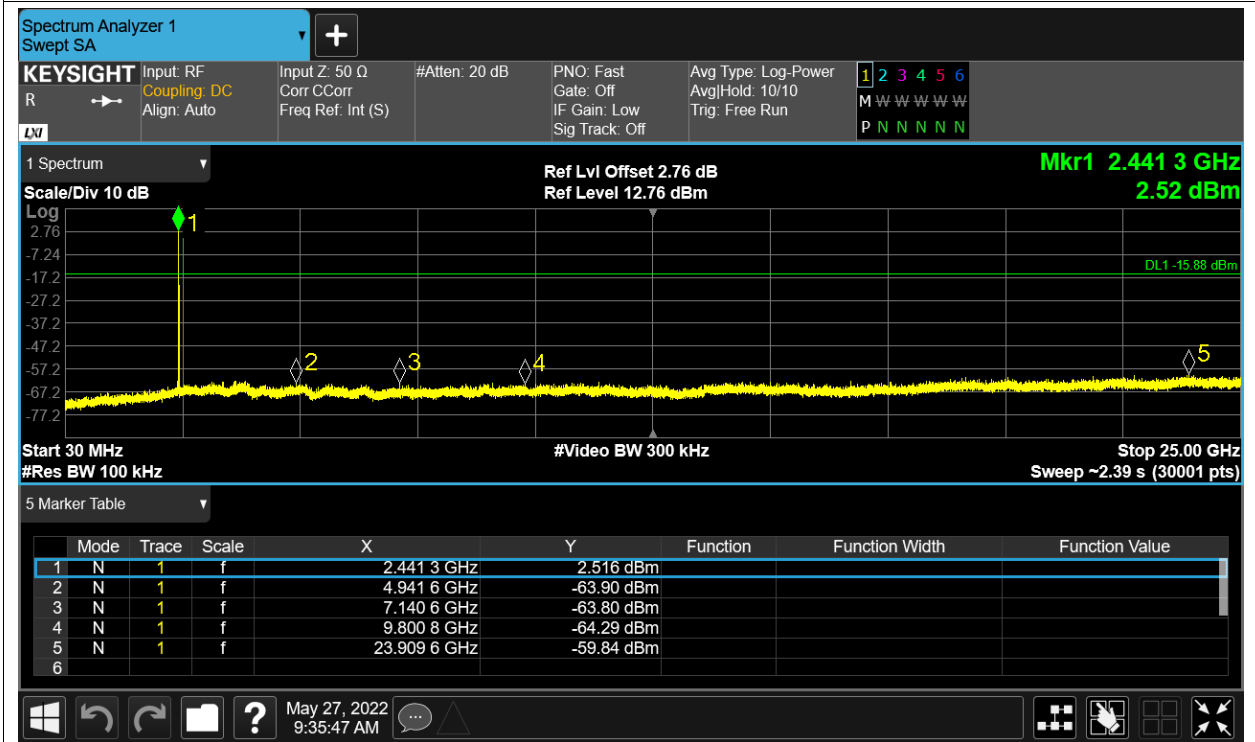 Spectrum Analyzer 1
Swept SA
+
KEYSIGHT
R
LXI
Input: RF
Coupling: DC
Align: Auto
Input Z: 50 Ω
Corr CCorr
Freq Ref: Int (S)
#Atten: 20 dB
PNO: Fast
Gate: Off
IF Gain: Low
Sig Track: Off
Avg Type: Log-Power
Avg|Hold: 10/10
Trig: Free Run
1 2 3 4 5 6
M W W W W W
P N N N N N
1 Spectrum
Scale/Div 10 dB
Ref Lvl Offset 2.76 dB
Ref Level 12.76 dBm
Mkr1 2.441 3 GHz
2.52 dBm
Log
2.76
-7.24
-17.2
-27.2
-37.2
-47.2
-57.2
-67.2
-77.2
1
2
3
4
5
DL1 -15.88 dBm
Start 30 MHz
#Res BW 100 kHz
#Video BW 300 kHz
Stop 25.00 GHz
Sweep ~2.39 s (30001 pts)
5 Marker Table
Mode Trace Scale X Y Function Function Width Function Value
1 N 1 f 2.441 3 GHz 2.516 dBm
2 N 1 f 4.941 6 GHz -63.90 dBm
3 N 1 f 7.140 6 GHz -63.80 dBm
4 N 1 f 9.800 8 GHz -64.29 dBm
5 N 1 f 23.909 6 GHz -59.84 dBm
6
?
May 27, 2022
9:35:47 AM